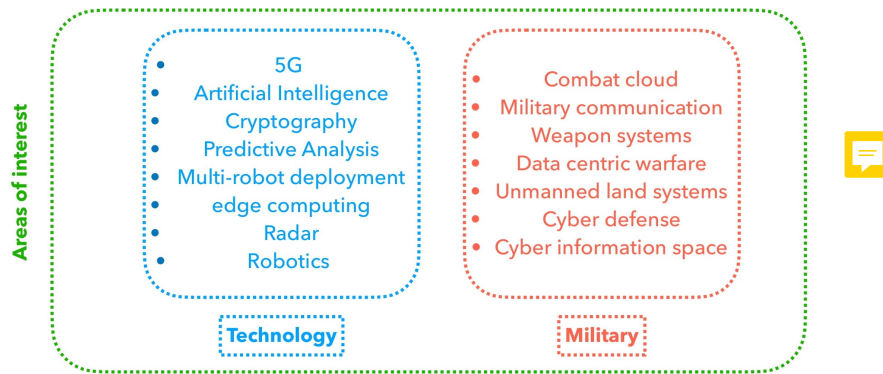 Areas of interest
• 5G
• Artificial Intelligence
• Cryptography
• Predictive Analysis
• Multi-robot deployment
• edge computing
• Radar
• Robotics
Technology
• Combat cloud
• Military communication
• Weapon systems
• Data centric warfare
• Unmanned land systems
• Cyber defense
• Cyber information space
Military